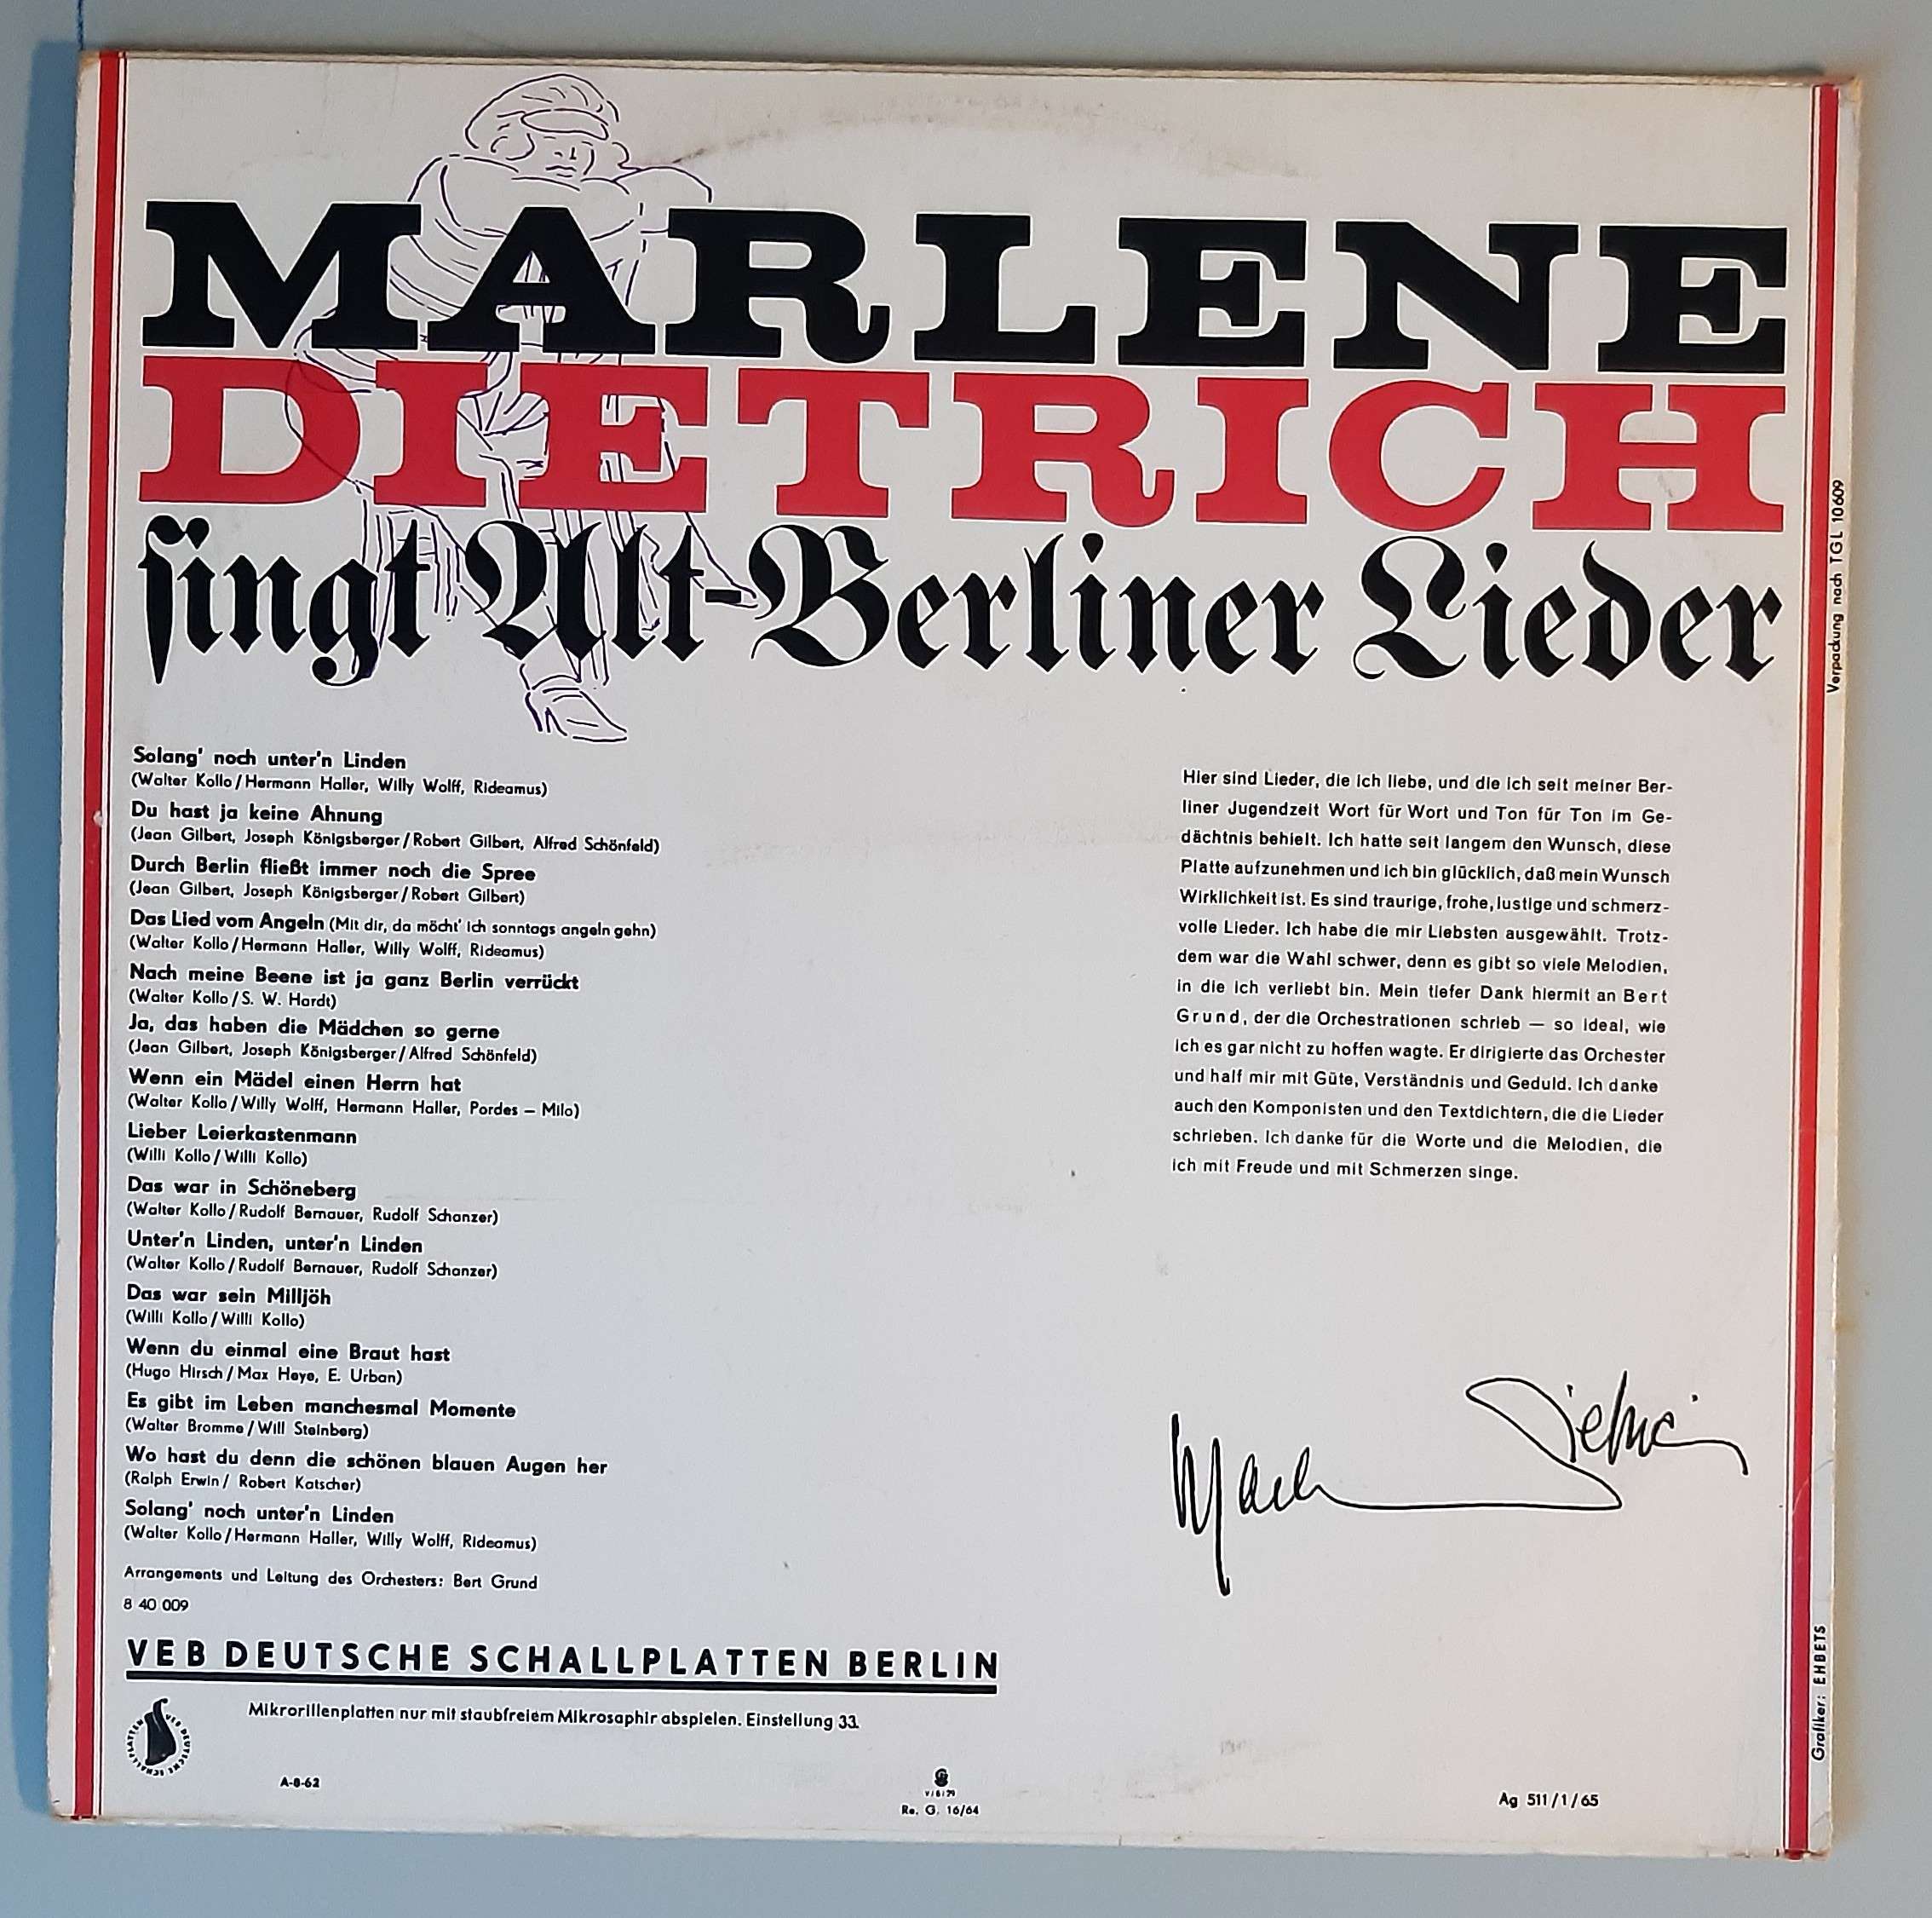 MARLENE
DIETRICH
singt Alt-Berliner Lieder
Solang' noch unter'n Linden
(Walter Kollo/Hermann Haller, Willy Wolff, Rideamus)
Du hast ja keine Ahnung
(Jean Gilbert, Joseph Königsberger/Robert Gilbert, Alfred Schönfeld)
Durch Berlin fließt immer noch die Spree
(Jean Gilbert, Joseph Königsberger/Robert Gilbert)
Das Lied vom Angeln (Mit dir, da möcht' ich sonntags angeln gehn)
(Walter Kollo/Hermann Haller, Willy Wolff, Rideamus)
Nach meine Beene ist ja ganz Berlin verrückt
(Walter Kollo/S. W. Hardt)
Ja, das haben die Mädchen so gerne
(Jean Gilbert, Joseph Königsberger/Alfred Schönfeld)
Wenn ein Mädel einen Herrn hat
(Walter Kollo/Willy Wolff, Hermann Haller, Pordes – Milo)
Lieber Leierkastenmann
(Willi Kollo/Willi Kollo)
Das war in Schöneberg
(Walter Kollo/Rudolf Bernauer, Rudolf Schanzer)
Unter'n Linden, unter'n Linden
(Walter Kollo/Rudolf Bernauer, Rudolf Schanzer)
Das war sein Milljöh
(Willi Kollo/Willi Kollo)
Wenn du einmal eine Braut hast
(Hugo Hirsch/Max Heye, E. Urban)
Es gibt im Leben manchesmal Momente
(Walter Bromme/Will Steinberg)
Wo hast du denn die schönen blauen Augen her
(Ralph Erwin/ Robert Katscher)
Solang' noch unter'n Linden
(Walter Kollo/Hermann Haller, Willy Wolff, Rideamus)
Arrangements und Leitung des Orchesters: Bert Grund
8 40 009
VEB DEUTSCHE SCHALLPLATTEN BERLIN
VEB DEUTSCHE SCHALLPLATTEN
Mikrorillenplatten nur mit staubfreiem Mikrosaphir abspielen. Einstellung 33
A-8-62
V/8/29
Re. G. 16/64
Ag 511/1/65
Hier sind Lieder, die ich liebe, und die ich seit meiner Ber-
liner Jugendzeit Wort für Wort und Ton für Ton im Ge-
dächtnis behielt. Ich hatte seit langem den Wunsch, diese
Platte aufzunehmen und ich bin glücklich, daß mein Wunsch
Wirklichkeit ist. Es sind traurige, frohe, lustige und schmerz-
volle Lieder. Ich habe die mir Liebsten ausgewählt. Trotz-
dem war die Wahl schwer, denn es gibt so viele Melodien,
in die ich verliebt bin. Mein tiefer Dank hiermit an Bert
Grund, der die Orchestrationen schrieb — so ideal, wie
ich es gar nicht zu hoffen wagte. Er dirigierte das Orchester
und half mir mit Güte, Verständnis und Geduld. Ich danke
auch den Komponisten und den Textdichtern, die die Lieder
schrieben. Ich danke für die Worte und die Melodien, die
ich mit Freude und mit Schmerzen singe.
Marlene Dietrich
Verpackung nach TGL 10609
Grafiker: EHBETS